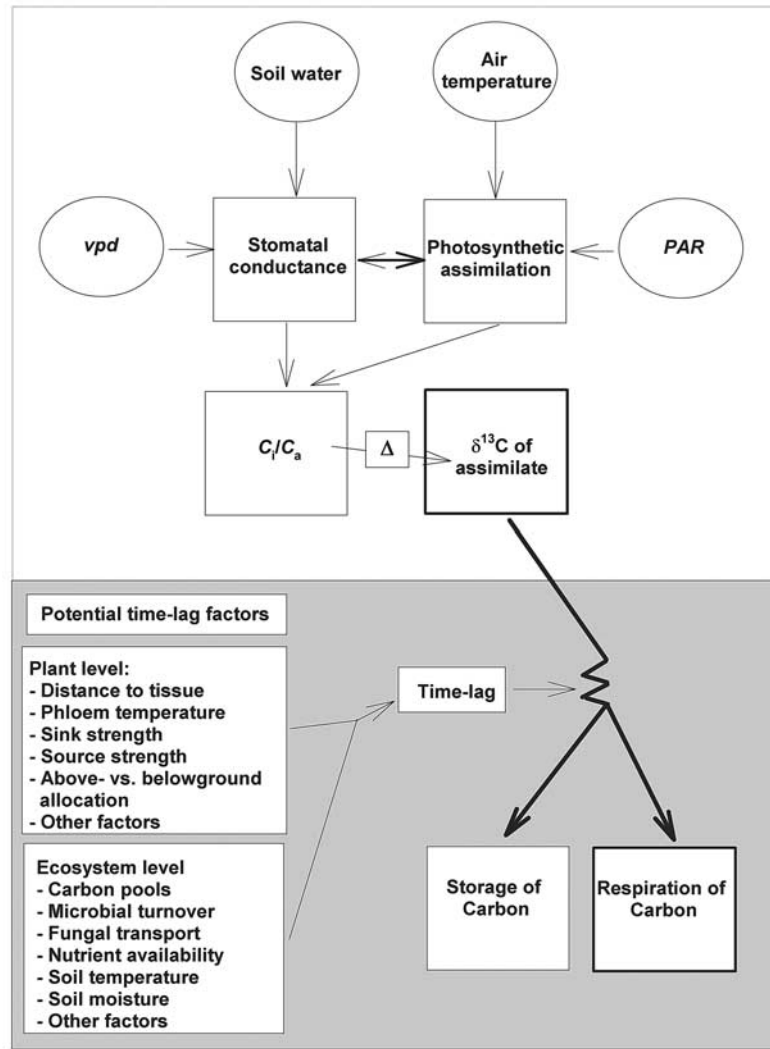 Soil water
Air
temperature
vpd
Stomatal
conductance
Photosynthetic
assimilation
PAR
Cᵢ/Cₐ
Δ
δ¹³C of
assimilate
Potential time-lag factors
Plant level:
- Distance to tissue
- Phloem temperature
- Sink strength
- Source strength
- Above- vs. belowground
allocation
- Other factors
Time-lag
Ecosystem level
- Carbon pools
- Microbial turnover
- Fungal transport
- Nutrient availability
- Soil temperature
- Soil moisture
- Other factors
Storage of
Carbon
Respiration of
Carbon